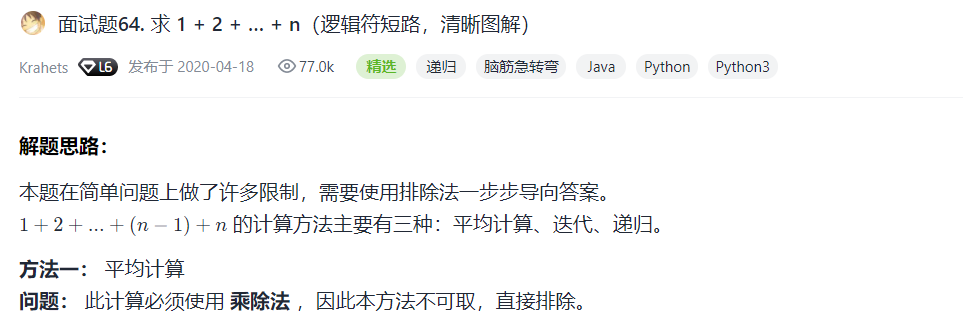 面试题64. 求 1 + 2 + … + n（逻辑符短路，清晰图解）
Krahets L6 发布于 2020-04-18 77.0k 精选 递归 脑筋急转弯 Java Python Python3
解题思路：
本题在简单问题上做了许多限制，需要使用排除法一步步导向答案。
1 + 2 + ... + (n − 1) + n 的计算方法主要有三种：平均计算、迭代、递归。
方法一： 平均计算
问题： 此计算必须使用 乘除法 ，因此本方法不可取，直接排除。